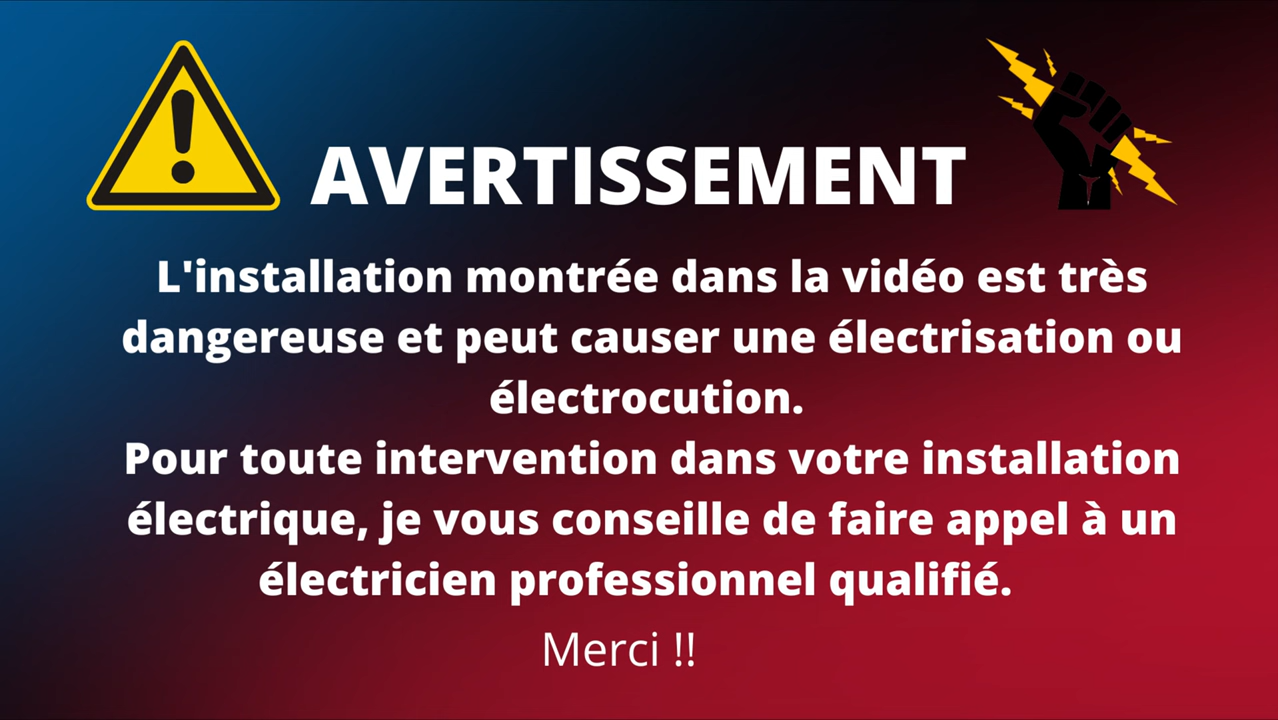 AVERTISSEMENT
L'installation montrée dans la vidéo est très
dangereuse et peut causer une électrisation ou
électrocution.
Pour toute intervention dans votre installation
électrique, je vous conseille de faire appel à un
électricien professionnel qualifié.
Merci !!